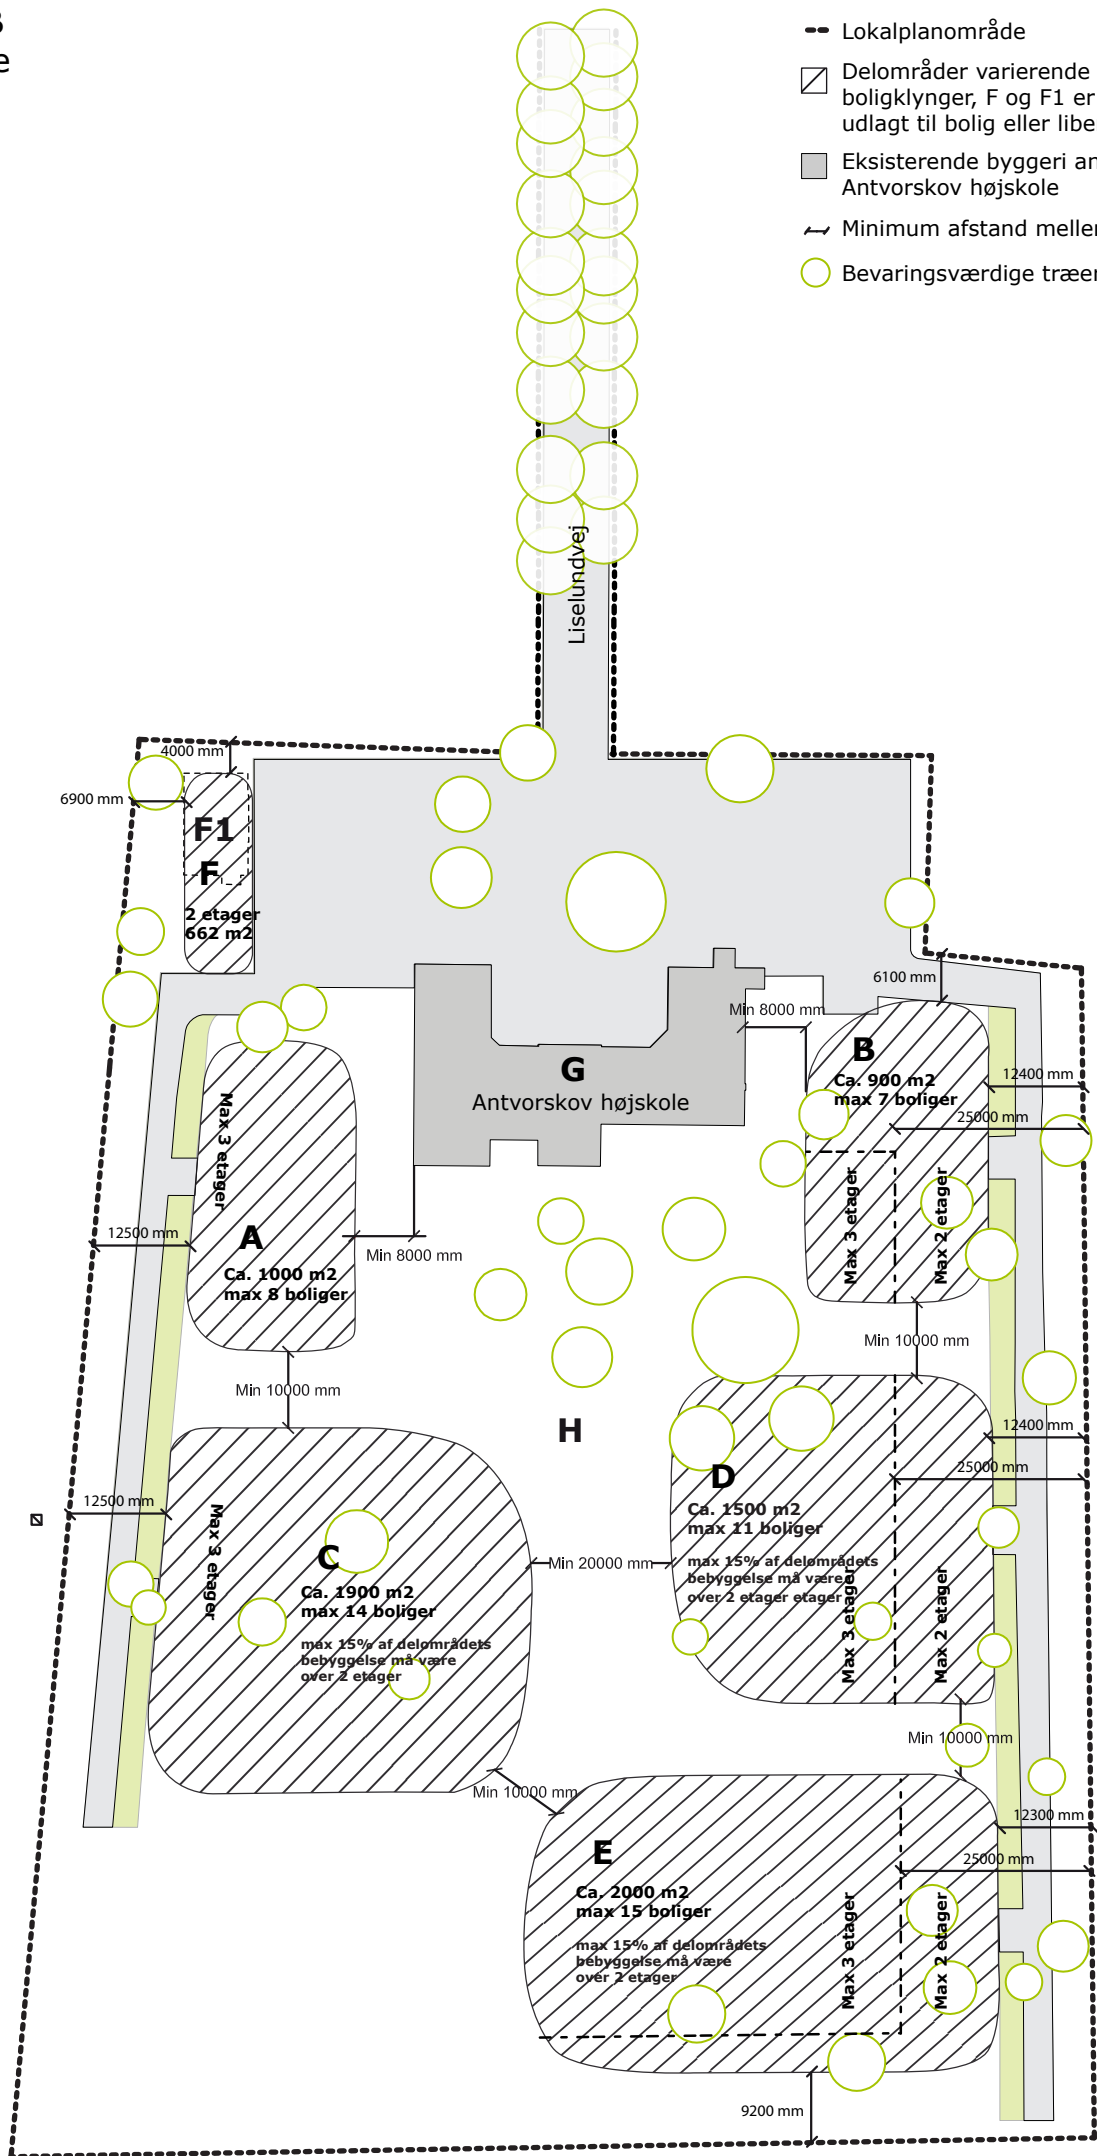 Lokalplanområde
Delområder varierende
boligklynger, F og F1 er
udlagt til bolig eller
Eksisterende byggeri
Antvorskov højskole
Minimum afstand
Bevaringsværdige
Liselundvej
4000 mm
6900 mm
F1
F
2 etager
662 m2
6100 mm
Min 8000 mm
B
Ca. 900 m2
max 7 boliger
12400 mm
25000 mm
G
Antvorskov højskole
Max 3 etager
Max 3 etager
Max 2 etager
12500 mm
A
Min 8000 mm
Ca. 1000 m2
max 8 boliger
Min 10000 mm
Min 10000 mm
H
12400 mm
25000 mm
D
Ca. 1500 m2
max 11 boliger
max 15% af delområdets
bebyggelse må være
over 2 etager etager
Max 3 etager
Max 2 etager
12500 mm
Max 3 etager
C
Min 20000 mm
Ca. 1900 m2
max 14 boliger
max 15% af delområdets
bebyggelse må være
over 2 etager
Min 10000 mm
Min 10000 mm
12300 mm
25000 mm
E
Ca. 2000 m2
max 15 boliger
max 15% af delområdets
bebyggelse må være
over 2 etager
Max 3 etager
Max 2 etager
9200 mm